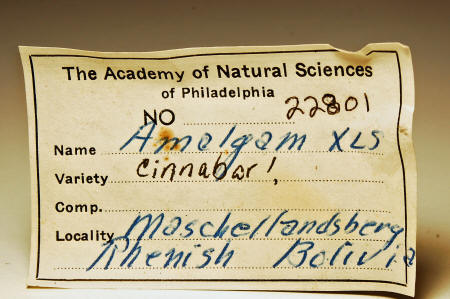 The Academy of Natural Sciences
of Philadelphia
NO 22801
Name Amalgam XLS
Variety Cinnabar!
Comp.
Locality Moschellandsberg
Rhenish Bolivia